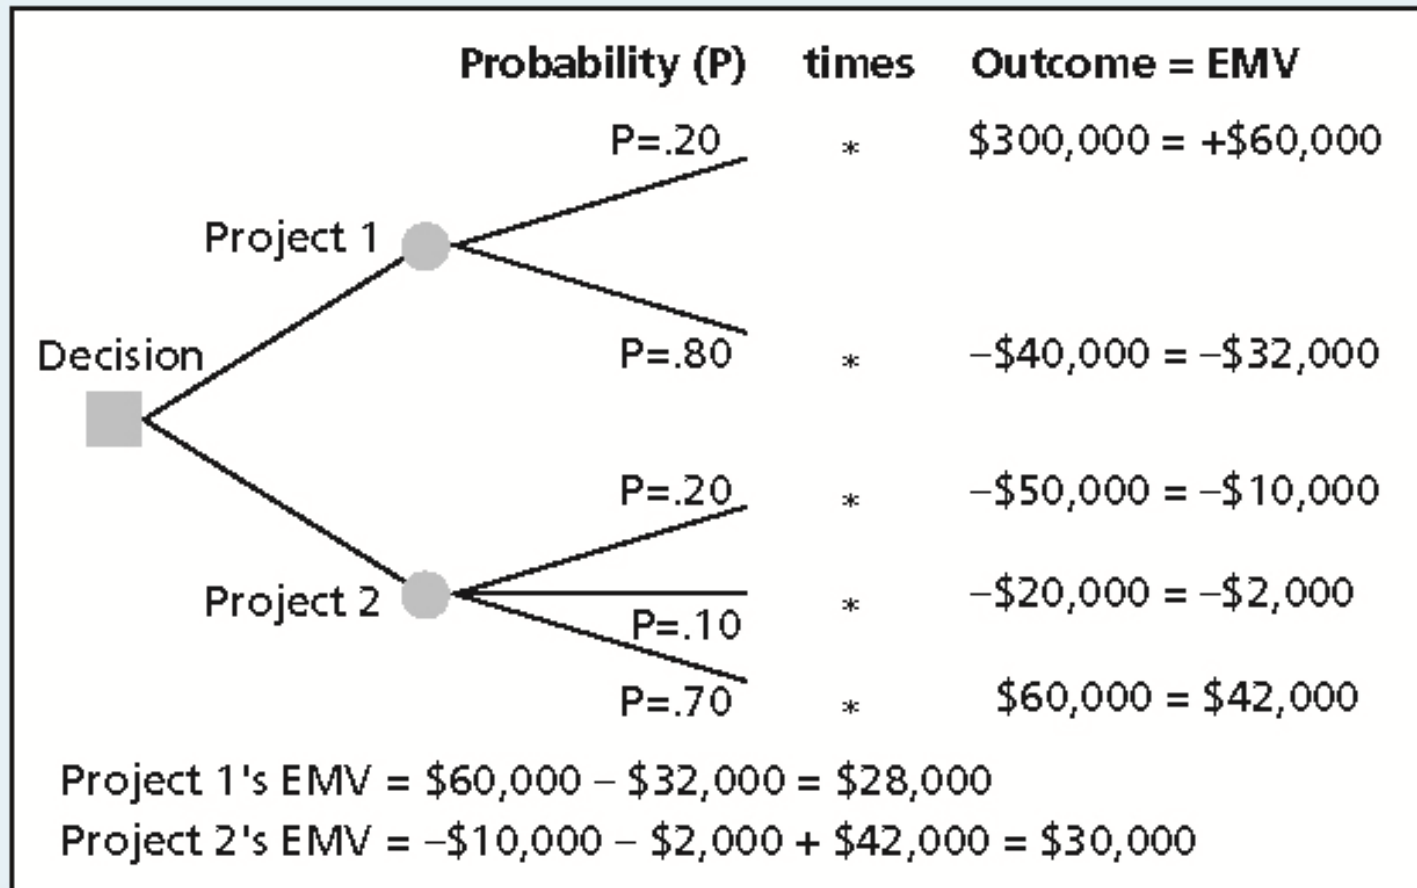 Probability (P) times Outcome = EMV
P=.20 * $300,000 = +$60,000
Project 1
P=.80 * –$40,000 = –$32,000
Decision
P=.20 * –$50,000 = –$10,000
Project 2
P=.10 * –$20,000 = –$2,000
P=.70 * $60,000 = $42,000
Project 1's EMV = $60,000 – $32,000 = $28,000
Project 2's EMV = –$10,000 – $2,000 + $42,000 = $30,000